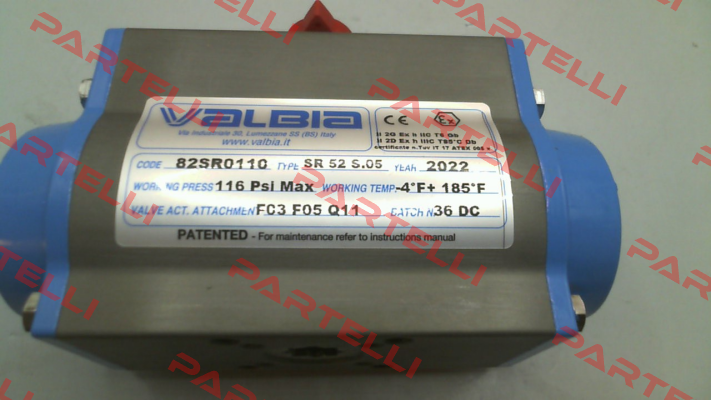 VALBIA
Via Industriale 30, Lumezzane SS (BS) Italy
www.valbia.it
CE Ex
II 2G Ex h IIC T6 Gb
II 2D Ex h IIIC T85°C Db
CODE 82SR0110 TYPE SR 52 S.05 YEAR 2022
WORKING PRESS 116 Psi Max WORKING TEMP. -4°F+ 185°F
VALVE ACT. ATTACHMENT F03 F05 Q11 BATCH N 36 DC
PATENTED - For maintenance refer to instructions manual
PARTELLI
PARTELLI
PARTELLI
PARTELLI
PARTELLI
PARTELLI